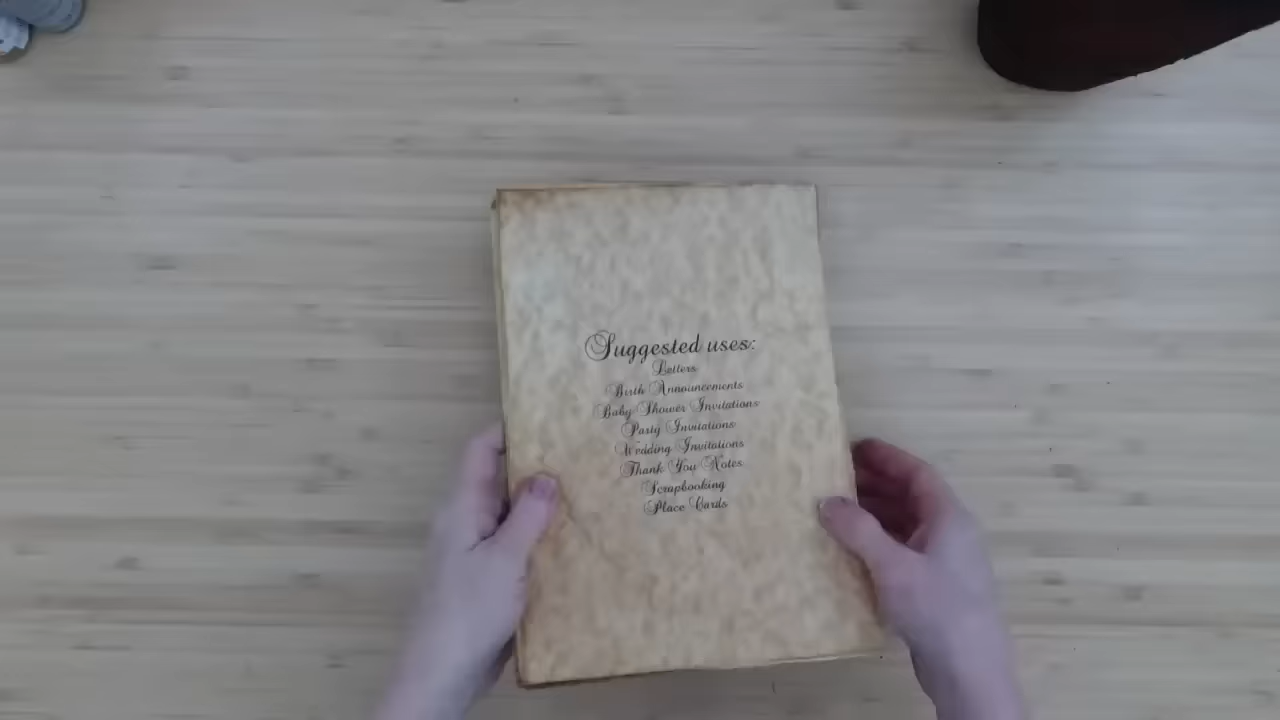 Suggested uses:
Letters
Birth Announcements
Baby Shower Invitations
Party Invitations
Wedding Invitations
Thank You Notes
Scrapbooking
Place Cards